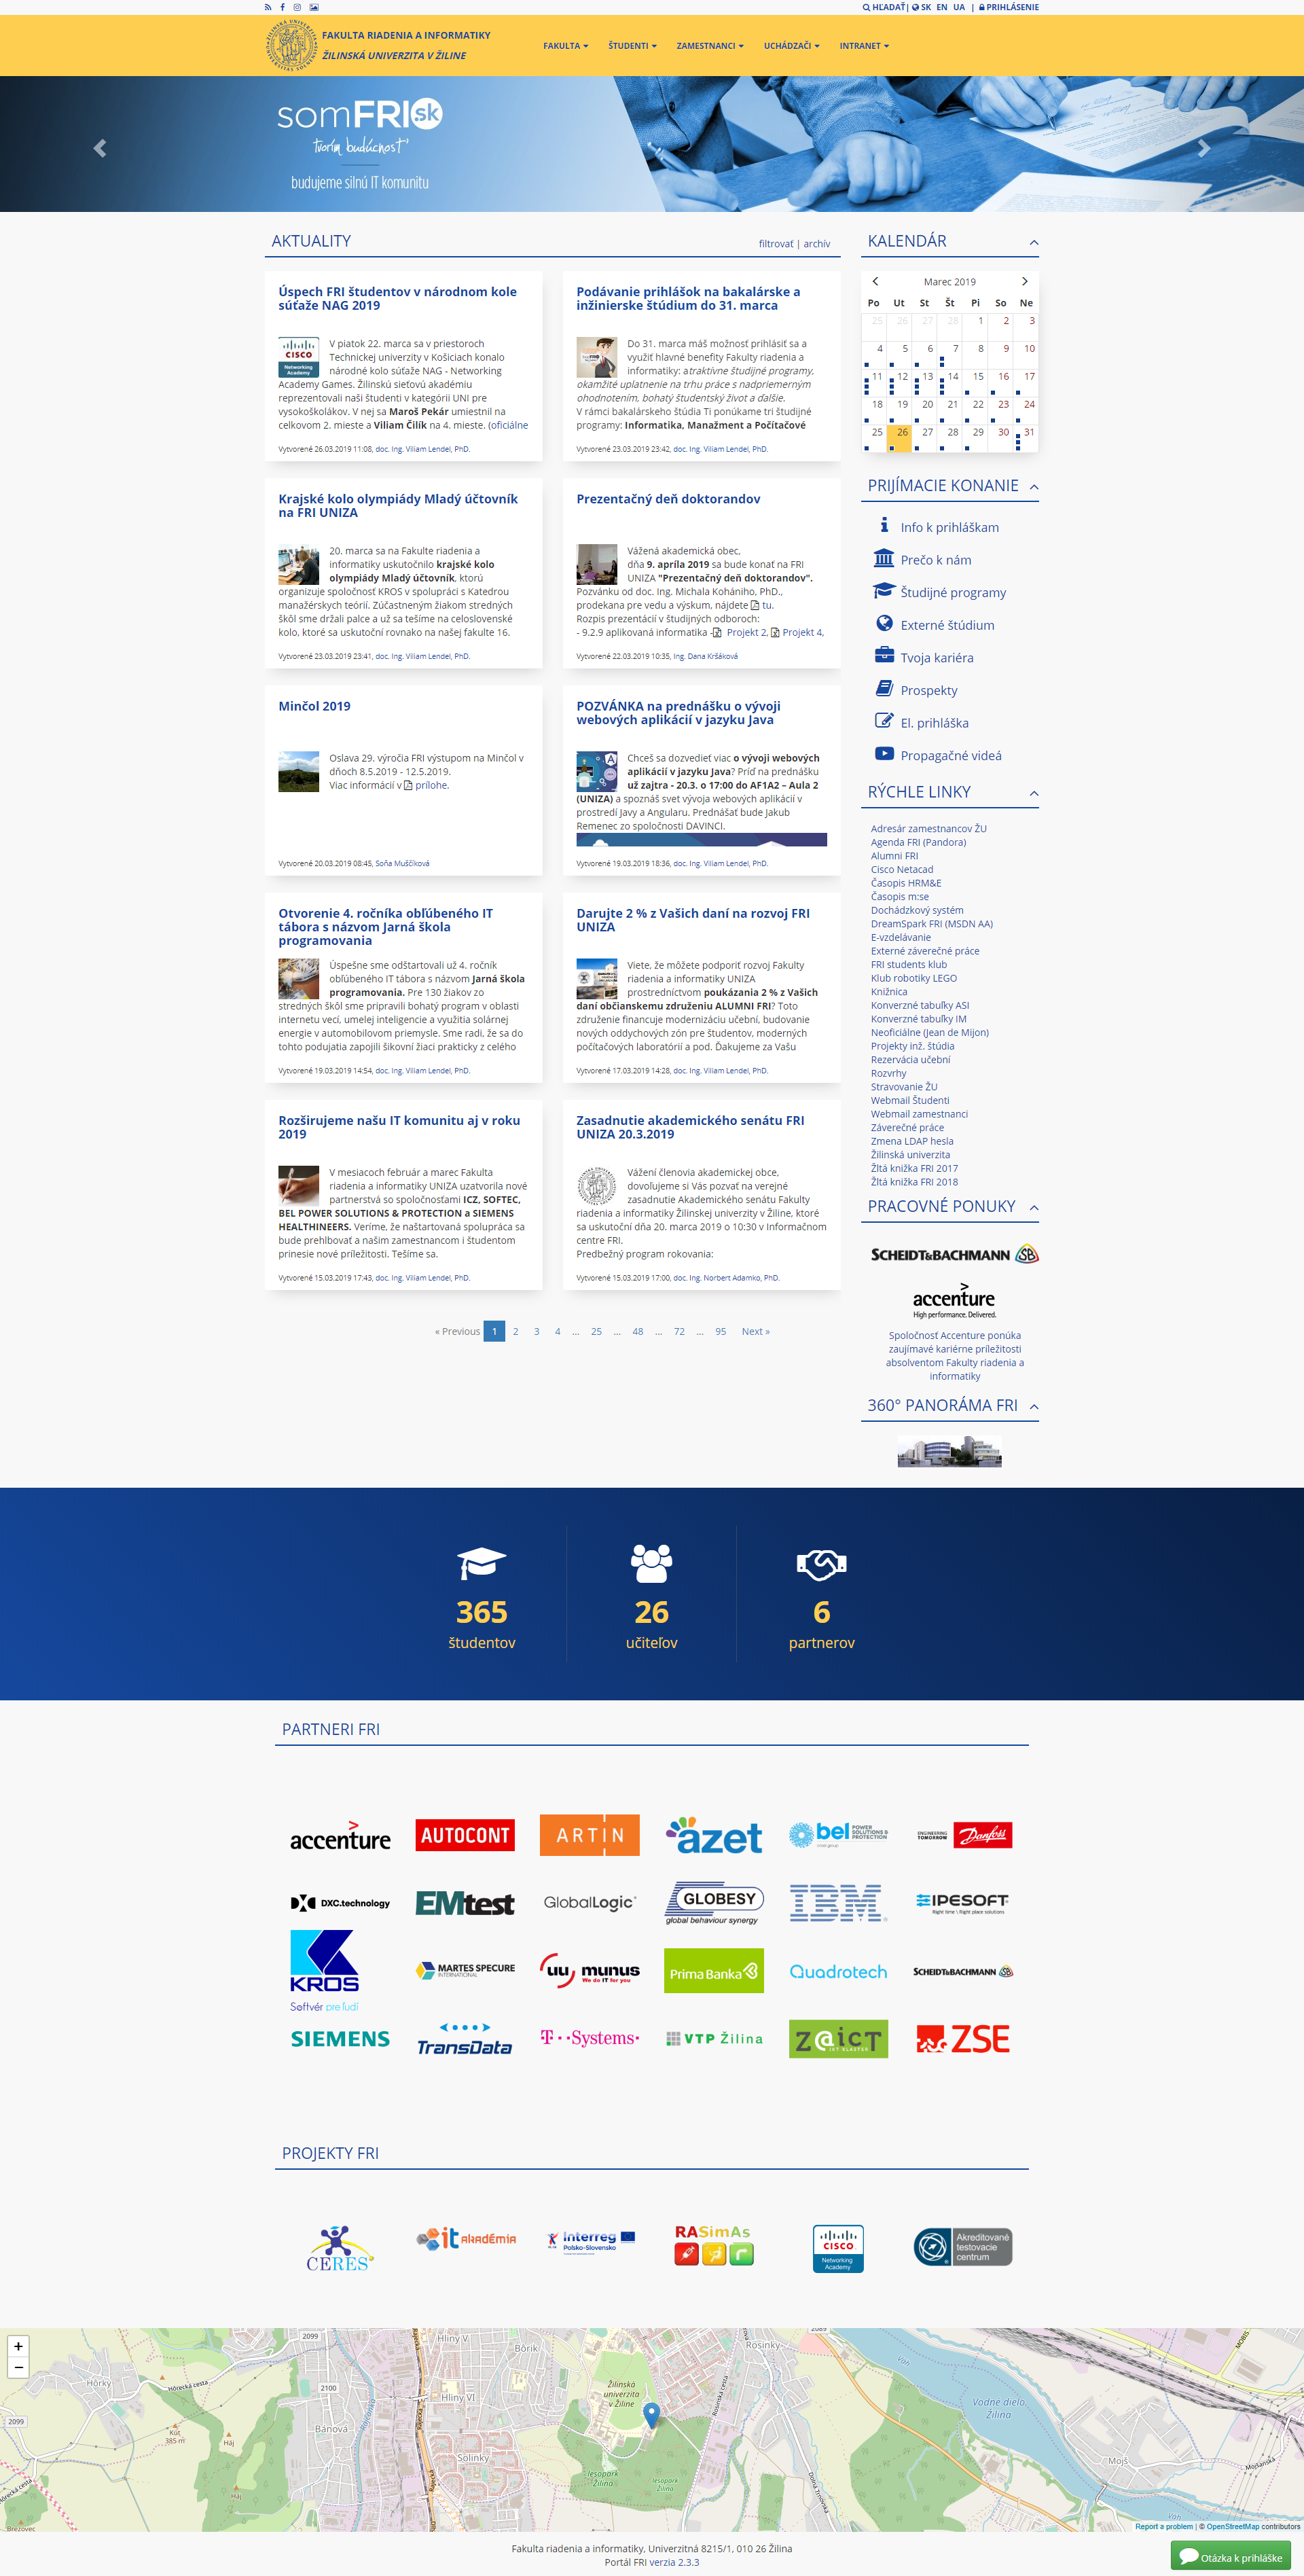 HĽADAŤ | SK EN UA | PRIHLÁSENIE
FAKULTA RIADENIA A INFORMATIKY
ŽILINSKÁ UNIVERZITA V ŽILINE
FAKULTA ŠTUDENTI ZAMESTNANCI UCHÁDZAČI INTRANET
somFRI sk
tvorím budúcnosť
budujeme silnú IT komunitu
AKTUALITY
filtrovať | archív
Úspech FRI študentov v národnom kole
súťaže NAG 2019
V piatok 22. marca sa v priestoroch
Technickej univerzity v Košiciach konalo
národné kolo súťaže NAG - Networking
Academy Games. Žilinskú sieťovú akadémiu
reprezentovali naši študenti v kategórii UNI pre
vysokoškolákov. V nej sa Maroš Pekár umiestnil na
celkovom 2. mieste a Viliam Čilík na 4. mieste. (oficiálne
Vytvorené 26.03.2019 11:08, doc. Ing. Viliam Lendel, PhD.
Podávanie prihlášok na bakalárske a
inžinierske štúdium do 31. marca
Do 31. marca máš možnosť prihlásiť sa a
využiť hlavné benefity Fakulty riadenia a
informatiky: atraktívne študijné programy,
okamžité uplatnenie na trhu práce s nadpriemerným
ohodnotením, bohatý študentský život a ďalšie.
V rámci bakalárskeho štúdia Ti ponúkame tri študijné
programy: Informatika, Manažment a Počítačové
Vytvorené 23.03.2019 23:42, doc. Ing. Viliam Lendel, PhD.
Krajské kolo olympiády Mladý účtovník
na FRI UNIZA
20. marca sa na Fakulte riadenia a
informatiky uskutočnilo krajské kolo
olympiády Mladý účtovník, ktorú
organizuje spoločnosť KROS v spolupráci s Katedrou
manažérskych teórií. Zúčastneným žiakom stredných
škôl sme držali palce a už sa tešíme na celoslovenské
kolo, ktoré sa uskutoční rovnako na našej fakulte 16.
Vytvorené 23.03.2019 23:41, doc. Ing. Viliam Lendel, PhD.
Prezentačný deň doktorandov
Vážená akademická obec,
dňa 9. apríla 2019 sa bude konať na FRI
UNIZA "Prezentačný deň doktorandov".
Pozvánku od doc. Ing. Michala Kohániho, PhD.,
prodekana pre vedu a výskum, nájdete tu.
Rozpis prezentácií v študijných odboroch:
- 9.2.9 aplikovaná informatika - Projekt 2, Projekt 4,
Vytvorené 22.03.2019 10:35, Ing. Dana Kršáková
Minčol 2019
Oslava 29. výročia FRI výstupom na Minčol v
dňoch 8.5.2019 - 12.5.2019.
Viac informácií v prílohe.
Vytvorené 20.03.2019 08:45, Soňa Muščíková
POZVÁNKA na prednášku o vývoji
webových aplikácií v jazyku Java
Chceš sa dozvedieť viac o vývoji webových
aplikácií v jazyku Java? Príď na prednášku
už zajtra - 20.3. o 17:00 do AF1A2 – Aula 2
(UNIZA) a spoznáš svet vývoja webových aplikácií v
prostredí Javy a Angularu. Prednášať bude Jakub
Remenec zo spoločnosti DAVINCI.
Vytvorené 19.03.2019 18:36, doc. Ing. Viliam Lendel, PhD.
Otvorenie 4. ročníka obľúbeného IT
tábora s názvom Jarná škola
programovania
Úspešne sme odštartovali už 4. ročník
obľúbeného IT tábora s názvom Jarná škola
programovania. Pre 130 žiakov zo
stredných škôl sme pripravili bohatý program v oblasti
internetu vecí, umelej inteligencie a využitia solárnej
energie v automobilovom priemysle. Sme radi, že sa do
tohto podujatia zapojili šikovní žiaci prakticky z celého
Vytvorené 19.03.2019 14:54, doc. Ing. Viliam Lendel, PhD.
Darujte 2 % z Vašich daní na rozvoj FRI
UNIZA
Viete, že môžete podporiť rozvoj Fakulty
riadenia a informatiky UNIZA
prostredníctvom poukázania 2 % z Vašich
daní občianskemu združeniu ALUMNI FRI? Toto
združenie financuje modernizáciu učební, budovanie
nových oddychových zón pre študentov, moderných
počítačových laboratórií a pod. Ďakujeme za Vašu
Vytvorené 17.03.2019 14:28, doc. Ing. Viliam Lendel, PhD.
Rozširujeme našu IT komunitu aj v roku
2019
V mesiacoch február a marec Fakulta
riadenia a informatiky UNIZA uzatvorila nové
partnerstvá so spoločnosťami ICZ, SOFTEC,
BEL POWER SOLUTIONS & PROTECTION a SIEMENS
HEALTHINEERS. Veríme, že naštartovaná spolupráca sa
bude prehlbovať a našim zamestnancom i študentom
prinesie nové príležitosti. Tešíme sa.
Vytvorené 15.03.2019 17:43, doc. Ing. Viliam Lendel, PhD.
Zasadnutie akademického senátu FRI
UNIZA 20.3.2019
Vážení členovia akademickej obce,
dovoľujeme si Vás pozvať na verejné
zasadnutie Akademického senátu Fakulty
riadenia a informatiky Žilinskej univerzity v Žiline, ktoré
sa uskutoční dňa 20. marca 2019 o 10:30 v Informačnom
centre FRI.
Predbežný program rokovania:
Vytvorené 15.03.2019 17:00, doc. Ing. Norbert Adamko, PhD.
« Previous 1 2 3 4 ... 25 ... 48 ... 72 ... 95 Next »
KALENDÁR
Marec 2019
Po Ut St Št Pi So Ne
25 26 27 28 1 2 3
4 5 6 7 8 9 10
11 12 13 14 15 16 17
18 19 20 21 22 23 24
25 26 27 28 29 30 31
PRIJÍMACIE KONANIE
Info k prihláškam
Prečo k nám
Študijné programy
Externé štúdium
Tvoja kariéra
Prospekty
El. prihláška
Propagačné videá
RÝCHLE LINKY
Adresár zamestnancov ŽU
Agenda FRI (Pandora)
Alumni FRI
Cisco Netacad
Časopis HRM&E
Časopis m:se
Dochádzkový systém
DreamSpark FRI (MSDN AA)
E-vzdelávanie
Externé záverečné práce
FRI students klub
Klub robotiky LEGO
Knižnica
Konverzné tabuľky ASI
Konverzné tabuľky IM
Neoficiálne (Jean de Mijon)
Projekty inž. štúdia
Rezervácia učební
Rozvrhy
Stravovanie ŽU
Webmail Študenti
Webmail zamestnanci
Záverečné práce
Zmena LDAP hesla
Žilinská univerzita
Žltá knižka FRI 2017
Žltá knižka FRI 2018
PRACOVNÉ PONUKY
SCHEIDT&BACHMANN SB
accenture
High performance. Delivered.
Spoločnosť Accenture ponúka
zaujímavé kariérne príležitosti
absolventom Fakulty riadenia a
informatiky
360° PANORÁMA FRI
365 26 6
študentov učiteľov partnerov
PARTNERI FRI
accenture AUTOCONT ARTIN azet bel POWER SOLUTIONS & PROTECTION ENGINEERING TOMORROW Danfoss
DXC.technology EMtest GlobalLogic GLOBESY global behaviour synergy IBM IPESOFT Right time \ Right place solutions
KROS Softvér pre ľudí MARTES SPECURE INTERNATIONAL uu munus We do IT for you Prima Banka Quadrotech SCHEIDT&BACHMANN SB
SIEMENS TransData T··Systems· VTP Žilina Z@ICT ZSE
PROJEKTY FRI
CERES it akadémia Interreg Poľsko-Slovensko RASimAs CISCO Networking Academy Akreditované testovacie centrum
+
−
2099
Hôrky
Hôrecká cesta
Kút
385 m
Háj
2100
Bánová
Hliny V
Hliny VI
Bôrik
Solinky
Žilinská
univerzita
v Žiline
lesopark
Žilina
Rosinky
Rosinská cesta
Váh
Vodné dielo
Žilina
Mojš
MOBIS
Report a problem | © OpenStreetMap contributors
Fakulta riadenia a informatiky, Univerzitná 8215/1, 010 26 Žilina
Portál FRI verzia 2.3.3
Otázka k prihláške